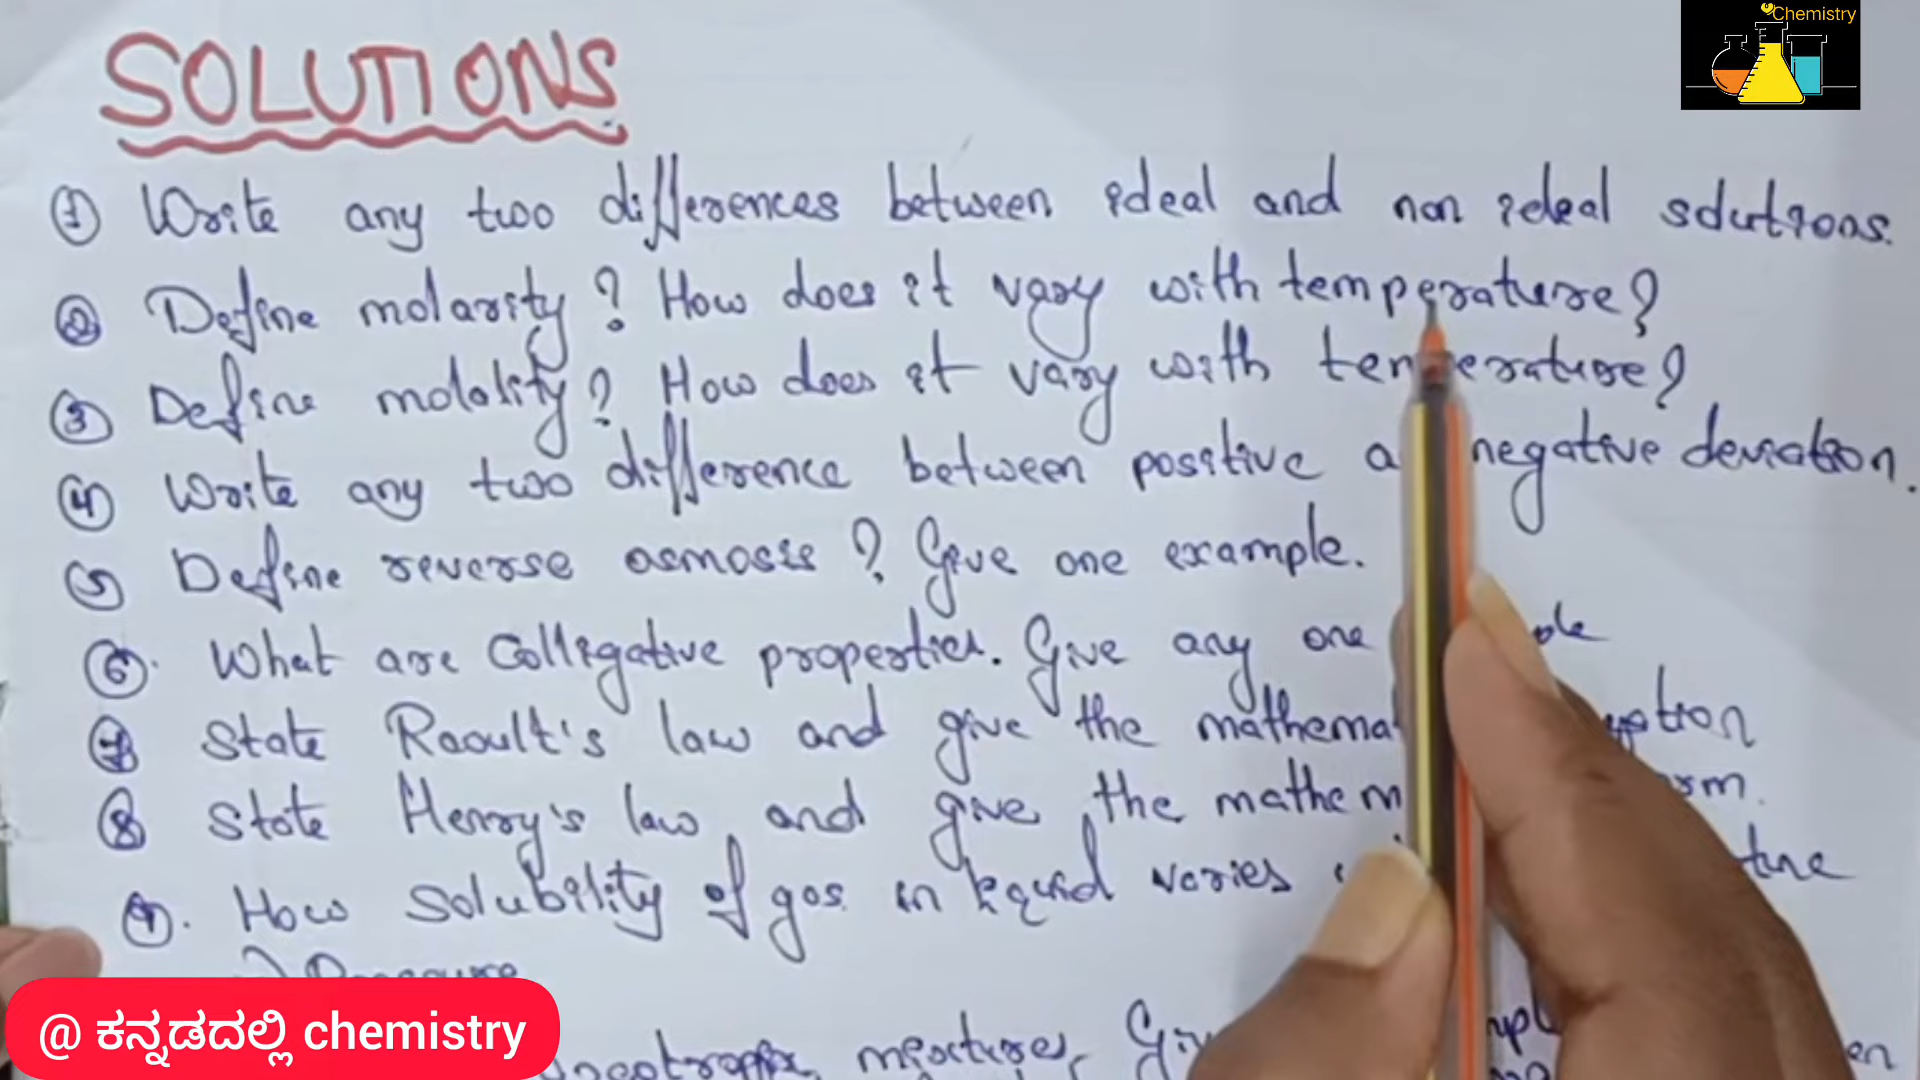 Chemistry
SOLUTIONS
① Write any two differences between ideal and non ideal solutions.
② Define molarity? How does it vary with temperature?
③ Define molality? How does it vary with temperature?
④ Write any two difference between positive a negative deviation.
⑤ Define reverse osmosis? Give one example.
⑥. What are Colligative properties. Give any one
⑦ State Raoult's law and give the
⑧ State Henry's law and give the
⑨. How solubility of gas in liquid varies
Pressure
@ ಕನ್ನಡದಲ್ಲಿ chemistry
mixtures